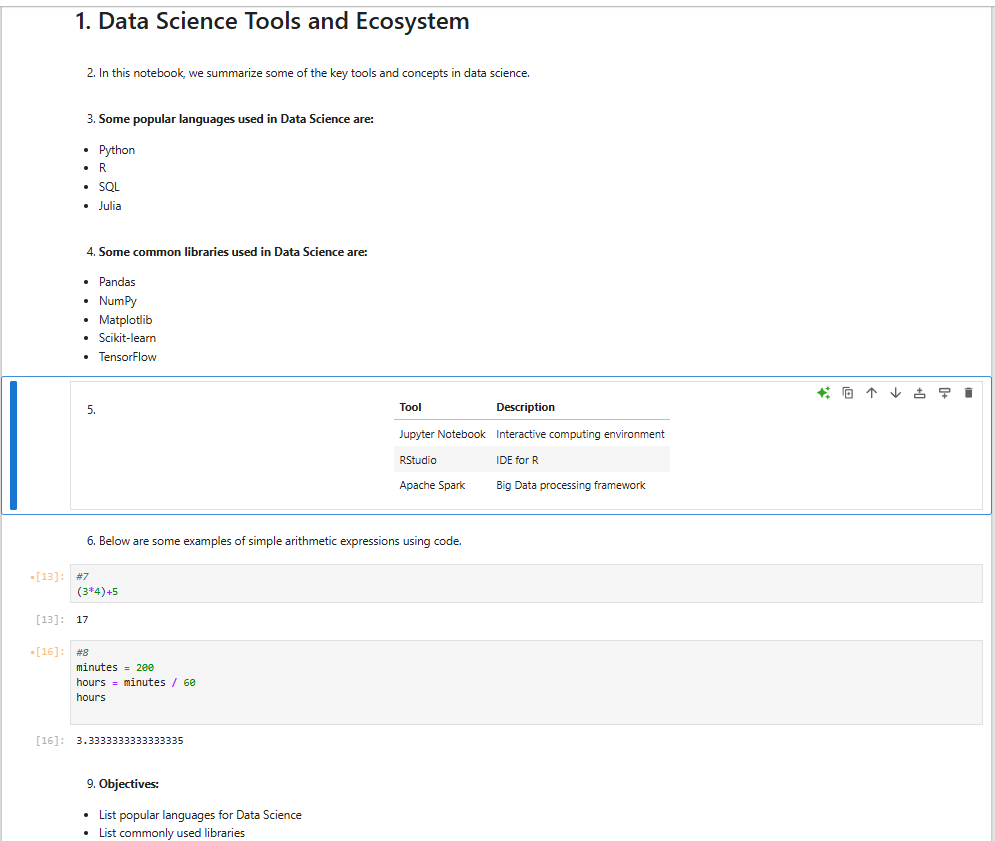 1. Data Science Tools and Ecosystem
2. In this notebook, we summarize some of the key tools and concepts in data science.
3. Some popular languages used in Data Science are:
• Python
• R
• SQL
• Julia
4. Some common libraries used in Data Science are:
• Pandas
• NumPy
• Matplotlib
• Scikit-learn
• TensorFlow
5.
Tool Description
Jupyter Notebook Interactive computing environment
RStudio IDE for R
Apache Spark Big Data processing framework
6. Below are some examples of simple arithmetic expressions using code.
•[13]: #7
(3*4)+5
[13]: 17
•[16]: #8
minutes = 200
hours = minutes / 60
hours
[16]: 3.3333333333333335
9. Objectives:
• List popular languages for Data Science
• List commonly used libraries